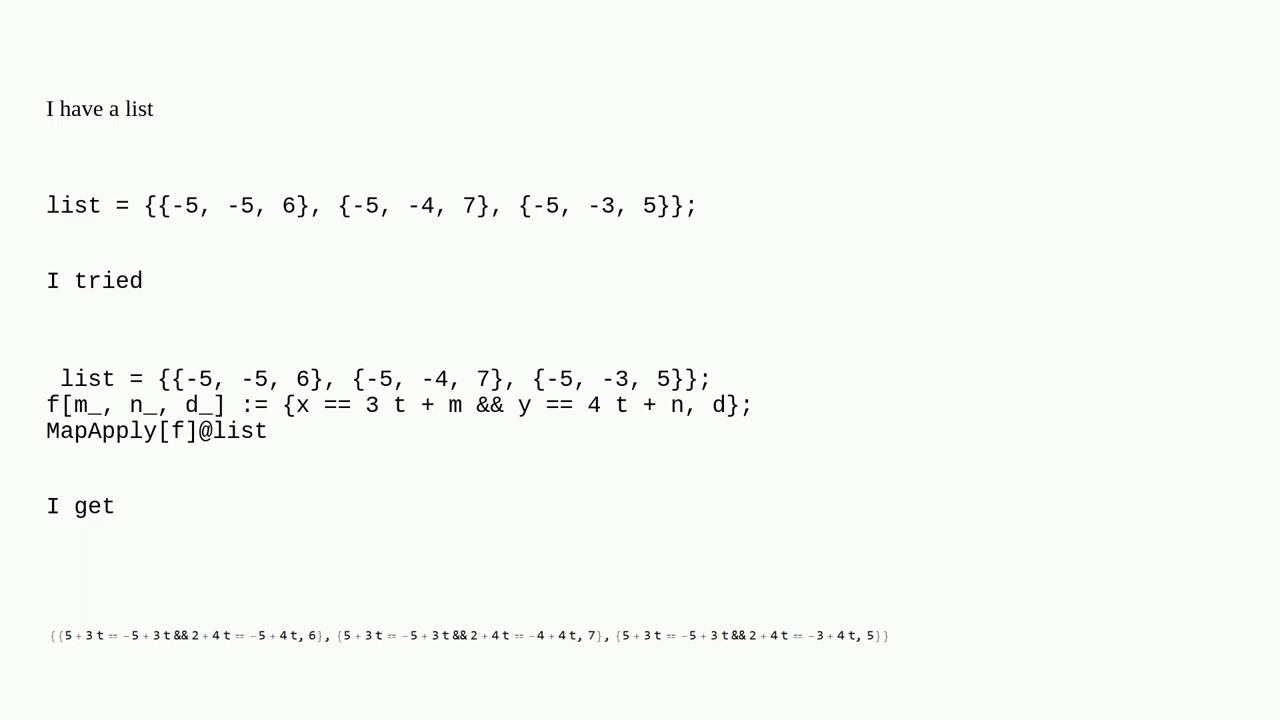 I have a list
list = {{-5, -5, 6}, {-5, -4, 7}, {-5, -3, 5}};
I tried
list = {{-5, -5, 6}, {-5, -4, 7}, {-5, -3, 5}};
f[m_, n_, d_] := {x == 3 t + m && y == 4 t + n, d};
MapApply[f]@list
I get
{{5 + 3 t == -5 + 3 t && 2 + 4 t == -5 + 4 t, 6}, {5 + 3 t == -5 + 3 t && 2 + 4 t == -4 + 4 t, 7}, {5 + 3 t == -5 + 3 t && 2 + 4 t == -3 + 4 t, 5}}